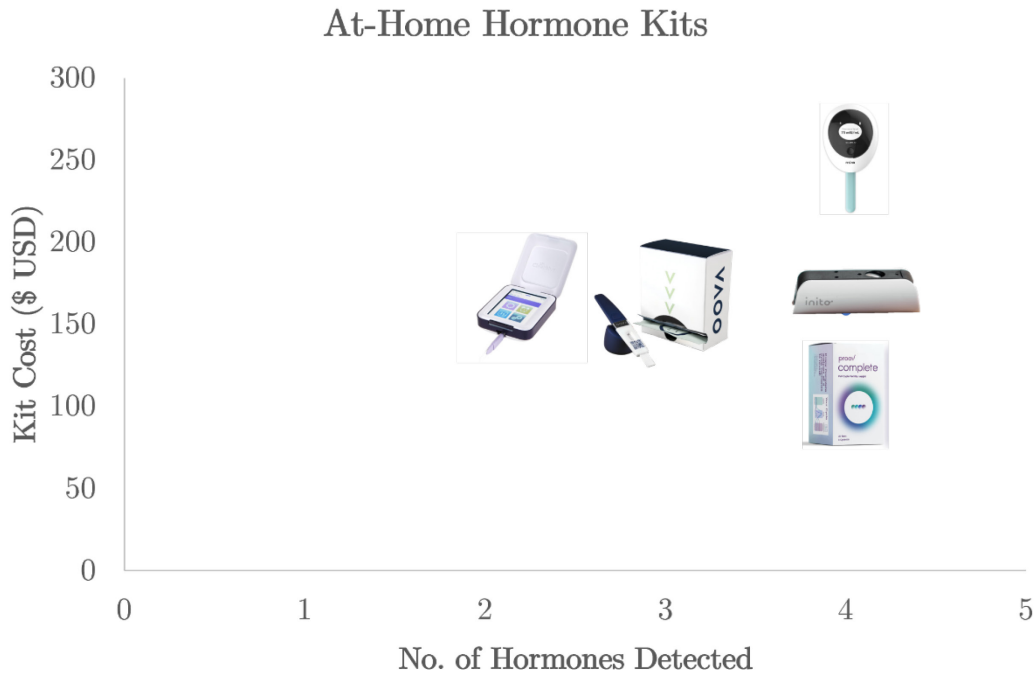 At-Home Hormone Kits
300
250
200
150
100
50
0
Kit Cost ($ USD)
OOVA
inito
proov
complete
0 1 2 3 4 5
No. of Hormones Detected